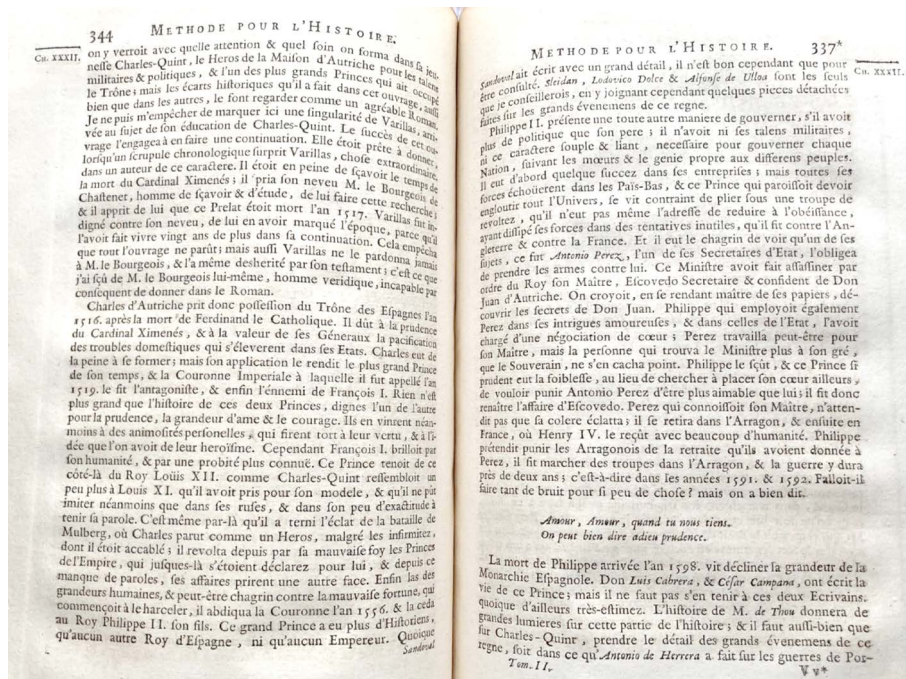 344 METHODE POUR L'HISTOIRE.
CH. XXXII.
on y verroit avec quelle attention & quel soin on forma dans sa jeu-
nesse Charles-Quint, le Heros de la Maison d'Autriche pour les talens
militaires & politiques, & l'un des plus grands Princes qui ait occupé
le Trône; mais les écarts historiques qu'il a fait dans cet ouvrage, aussi
bien que dans les autres, le font regarder comme un agréable Roman.
Je ne puis m'empêcher de marquer ici une singularité de Varillas, arri-
vée au sujet de son éducation de Charles-Quint. Le succès de cet ou-
vrage l'engagea à en faire une continuation. Elle étoit prête à donner,
lorsqu'un scrupule chronologique surprit Varillas, chose extraordinaire
dans un auteur de ce caractere. Il étoit en peine de sçavoir le temps de
la mort du Cardinal Ximenés; il pria son neveu M. le Bourgeois de
Chastenet, homme de sçavoir & d'étude, de lui faire cette recherche;
& il apprit de lui que ce Prelat étoit mort l'an 1517. Varillas fut in-
digné contre son neveu, de lui en avoir marqué l'époque, parce qu'il
l'avoit fait vivre vingt ans de plus dans sa continuation. Cela empêcha
que tout l'ouvrage ne parût; mais aussi Varillas ne le pardonna jamais
à M. le Bourgeois, & l'a même desherité par son testament; c'est ce que
j'ai sçû de M. le Bourgeois lui-même, homme veridique, incapable par
conséquent de donner dans le Roman.
Charles d'Autriche prit donc possession du Trône des Espagnes l'an
1516. après la mort de Ferdinand le Catholique. Il dût à la prudence
du Cardinal Ximenés, & à la valeur de ses Géneraux la pacification
des troubles domestiques qui s'éleverent dans ses Etats. Charles eut de
la peine à se former; mais son application le rendit le plus grand Prince
de son temps, & la Couronne Imperiale à laquelle il fut appellé l'an
1519. le fit l'antagoniste, & enfin l'énnemi de François I. Rien n'est
plus grand que l'histoire de ces deux Princes, dignes l'un de l'autre
pour la prudence, la grandeur d'ame & le courage. Ils en vinrent néan-
moins à des animosités personelles, qui firent tort à leur vertu, & à l'i-
dée que l'on avoit de leur heroïsme. Cependant François I. brilloit par
son humanité, & par une probité plus connuë. Ce Prince tenoit de ce
côté-là du Roy Loüis XII. comme Charles-Quint ressembloit un
peu plus à Louis XI. qu'il avoit pris pour son modele, & qu'il ne pût
imiter néanmoins que dans ses ruses, & dans son peu d'exactitude à
tenir sa parole. C'est même par-là qu'il a terni l'éclat de la bataille de
Mulberg, où Charles parut comme un Heros, malgré les infirmitez,
dont il étoit accablé; il revolta depuis par sa mauvaise foy les Princes
de l'Empire, qui jusques-là s'étoient déclarez pour lui, & depuis ce
manque de paroles, ses affaires prirent une autre face. Enfin las des
grandeurs humaines, & peut-être chagrin contre la mauvaise fortune, qui
commençoit à le harceler, il abdiqua la Couronne l'an 1556. & la ceda
au Roy Philippe II. son fils. Ce grand Prince a eu plus d'Historiens,
qu'aucun autre Roy d'Espagne, ni qu'aucun Empereur. Quoique
Sandoval
METHODE POUR L'HISTOIRE. 337*
CH. XXXII.
Sandoval ait écrit avec un grand détail, il n'est bon cependant que pour
être consulté. Sleidan, Lodovico Dolce & Alfonse de Ulloa sont les seuls
que je conseillerois, en y joignant cependant quelques pieces détachées
faites sur les grands évenemens de ce regne.
Philippe II. présente une toute autre maniere de gouverner, s'il avoit
plus de politique que son pere; il n'avoit ni ses talens militaires,
ni ce caractere souple & liant, necessaire pour gouverner chaque
Nation, suivant les mœurs & le genie propre aux differens peuples.
Il eut d'abord quelque succez dans ses entreprises; mais toutes ses
forces échoüerent dans les Païs-Bas, & ce Prince qui paroissoit devoir
engloutir tout l'Univers, se vit contraint de plier sous une troupe de
revoltez, qu'il n'eut pas même l'adresse de reduire à l'obéïssance,
ayant dissipé ses forces dans des tentatives inutiles, qu'il fit contre l'An-
gleterre & contre la France. Et il eut le chagrin de voir qu'un de ses
sujets, ce fut Antonio Perez, l'un de ses Secretaires d'Etat, l'obligea
de prendre les armes contre lui. Ce Ministre avoit fait assassiner par
ordre du Roy son Maître, Escovedo Secretaire & confident de Don
Juan d'Autriche. On croyoit, en se rendant maître de ses papiers, dé-
couvrir les secrets de Don Juan. Philippe qui employoit également
Perez dans ses intrigues amoureuses, & dans celles de l'Etat, l'avoit
chargé d'une négociation de cœur; Perez travailla peut-être pour
son Maître, mais la personne qui trouva le Ministre plus à son gré,
que le Souverain, ne s'en cacha point. Philippe le sçût, & ce Prince si
prudent eut la foiblesse, au lieu de chercher à placer son cœur ailleurs,
de vouloir punir Antonio Perez d'être plus aimable que lui; il fit donc
renaître l'affaire d'Escovedo. Perez qui connoissoit son Maître, n'atten-
dit pas que sa colere éclatta; il se retira dans l'Arragon, & ensuite en
France, où Henry IV. le reçût avec beaucoup d'humanité. Philippe
prétendit punir les Arragonois de la retraite qu'ils avoient donnée à
Perez, il fit marcher des troupes dans l'Arragon, & la guerre y dura
près de deux ans; c'est-à-dire dans les années 1591. & 1592. Falloit-il
faire tant de bruit pour si peu de chose? mais on a bien dit.
Amour, Amour, quand tu nous tiens.
On peut bien dire adieu prudence.
La mort de Philippe arrivée l'an 1598. vit décliner la grandeur de la
Monarchie Espagnole. Don Luis Cabrera, & César Campana, ont écrit la
vie de ce Prince; mais il ne faut pas s'en tenir à ces deux Ecrivains.
quoique d'ailleurs très-estimez. L'histoire de M. de Thou donnera de
grandes lumieres sur cette partie de l'histoire; & il faut aussi-bien que
sur Charles-Quint, prendre le détail des grands évenemens de ce
regne, soit dans ce qu'Antonio de Herrera a fait sur les guerres de Por-
Tom. II. V v*